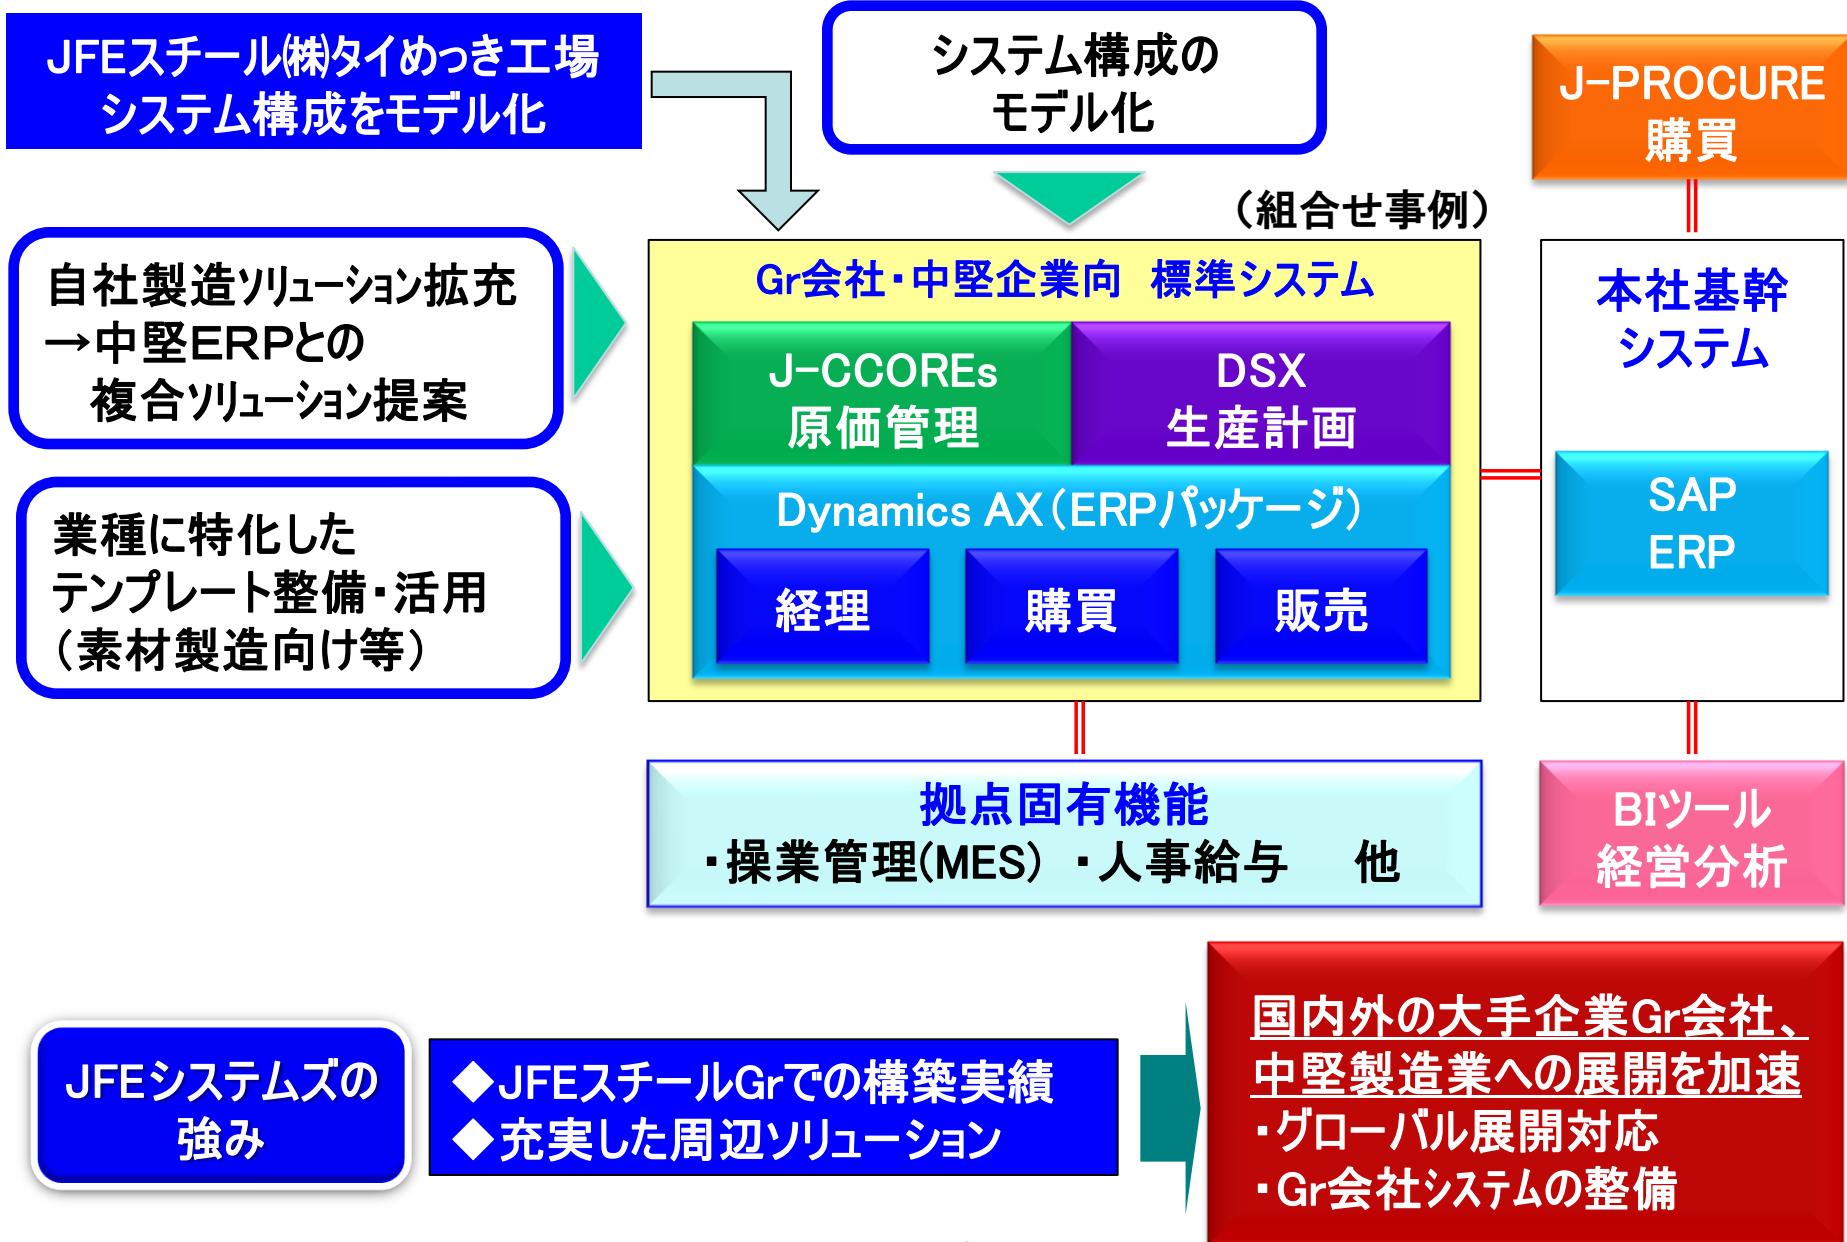 JFEスチール㈱タイめっき工場
システム構成をモデル化
システム構成の
モデル化
J-PROCURE
購買
（組合せ事例）
自社製造ソリューション拡充
→中堅ＥＲＰとの
複合ソリューション提案
業種に特化した
テンプレート整備・活用
（素材製造向け等）
Gr会社・中堅企業向　標準システム
J-CCOREs
原価管理
DSX
生産計画
Dynamics AX（ERPパッケージ）
経理
購買
販売
本社基幹
システム
SAP
ERP
拠点固有機能
・操業管理(MES)　・人事給与　他
BIツール
経営分析
JFEシステムズの
強み
◆JFEスチールGrでの構築実績
◆充実した周辺ソリューション
国内外の大手企業Gr会社、
中堅製造業への展開を加速
・グローバル展開対応
・Gr会社システムの整備